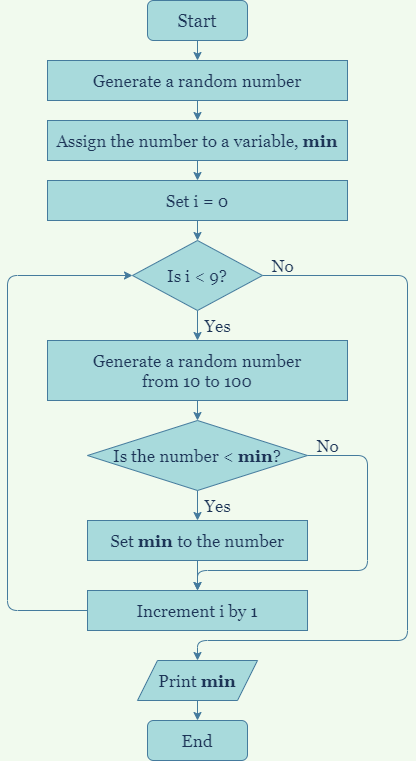 Start
Generate a random number
Assign the number to a variable, min
Set i = 0
Is i < 9?
No
Yes
Generate a random number
from 10 to 100
Is the number < min?
No
Yes
Set min to the number
Increment i by 1
Print min
End